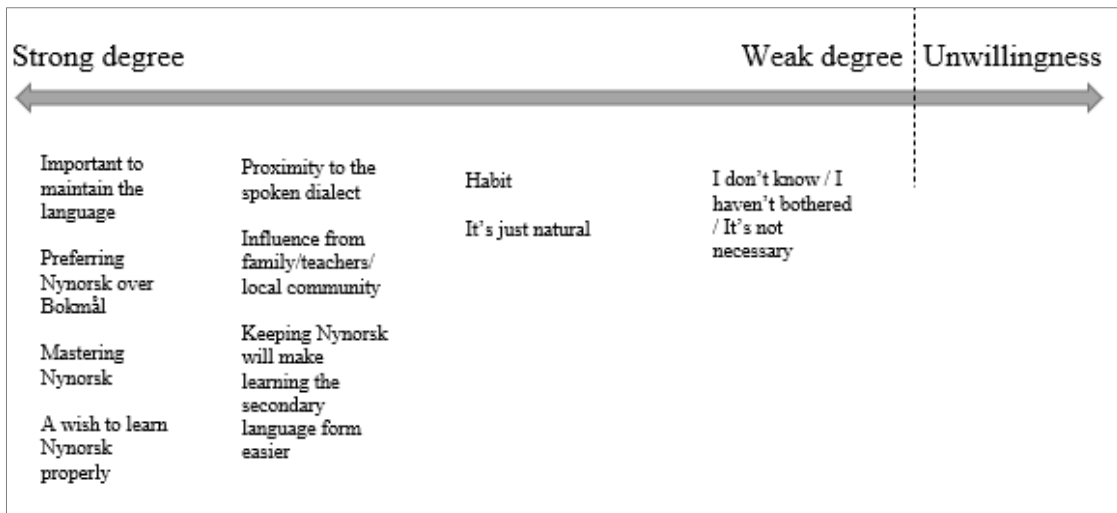 Strong degree
Weak degree
Unwillingness
Important to
maintain the
language
Preferring
Nynorsk over
Bokmål
Mastering
Nynorsk
A wish to learn
Nynorsk
properly
Proximity to the
spoken dialect
Influence from
family/teachers/
local community
Keeping Nynorsk
will make
learning the
secondary
language form
easier
Habit
It's just natural
I don't know / I
haven't bothered
/ It's not
necessary